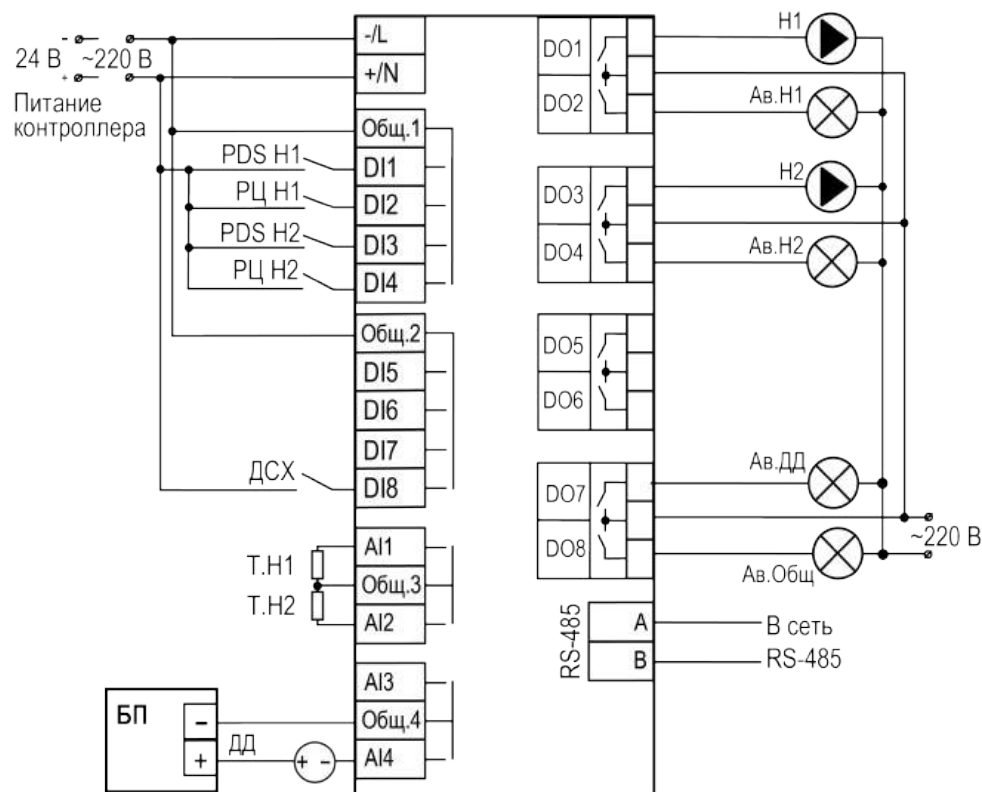 -
24 В ~220 В
+
Питание
контроллера
-/L
+/N
Общ.1
PDS Н1
DI1
РЦ Н1
DI2
PDS Н2
DI3
РЦ Н2
DI4
Общ.2
DI5
DI6
DI7
ДСХ
DI8
AI1
Т.Н1
Общ.3
Т.Н2
AI2
AI3
БП
-
Общ.4
+
ДД
+ -
AI4
DO1
Н1
DO2
Ав.Н1
DO3
Н2
DO4
Ав.Н2
DO5
DO6
DO7
Ав.ДД
DO8
~220 В
Ав.Общ
RS-485
A
В сеть
B
RS-485